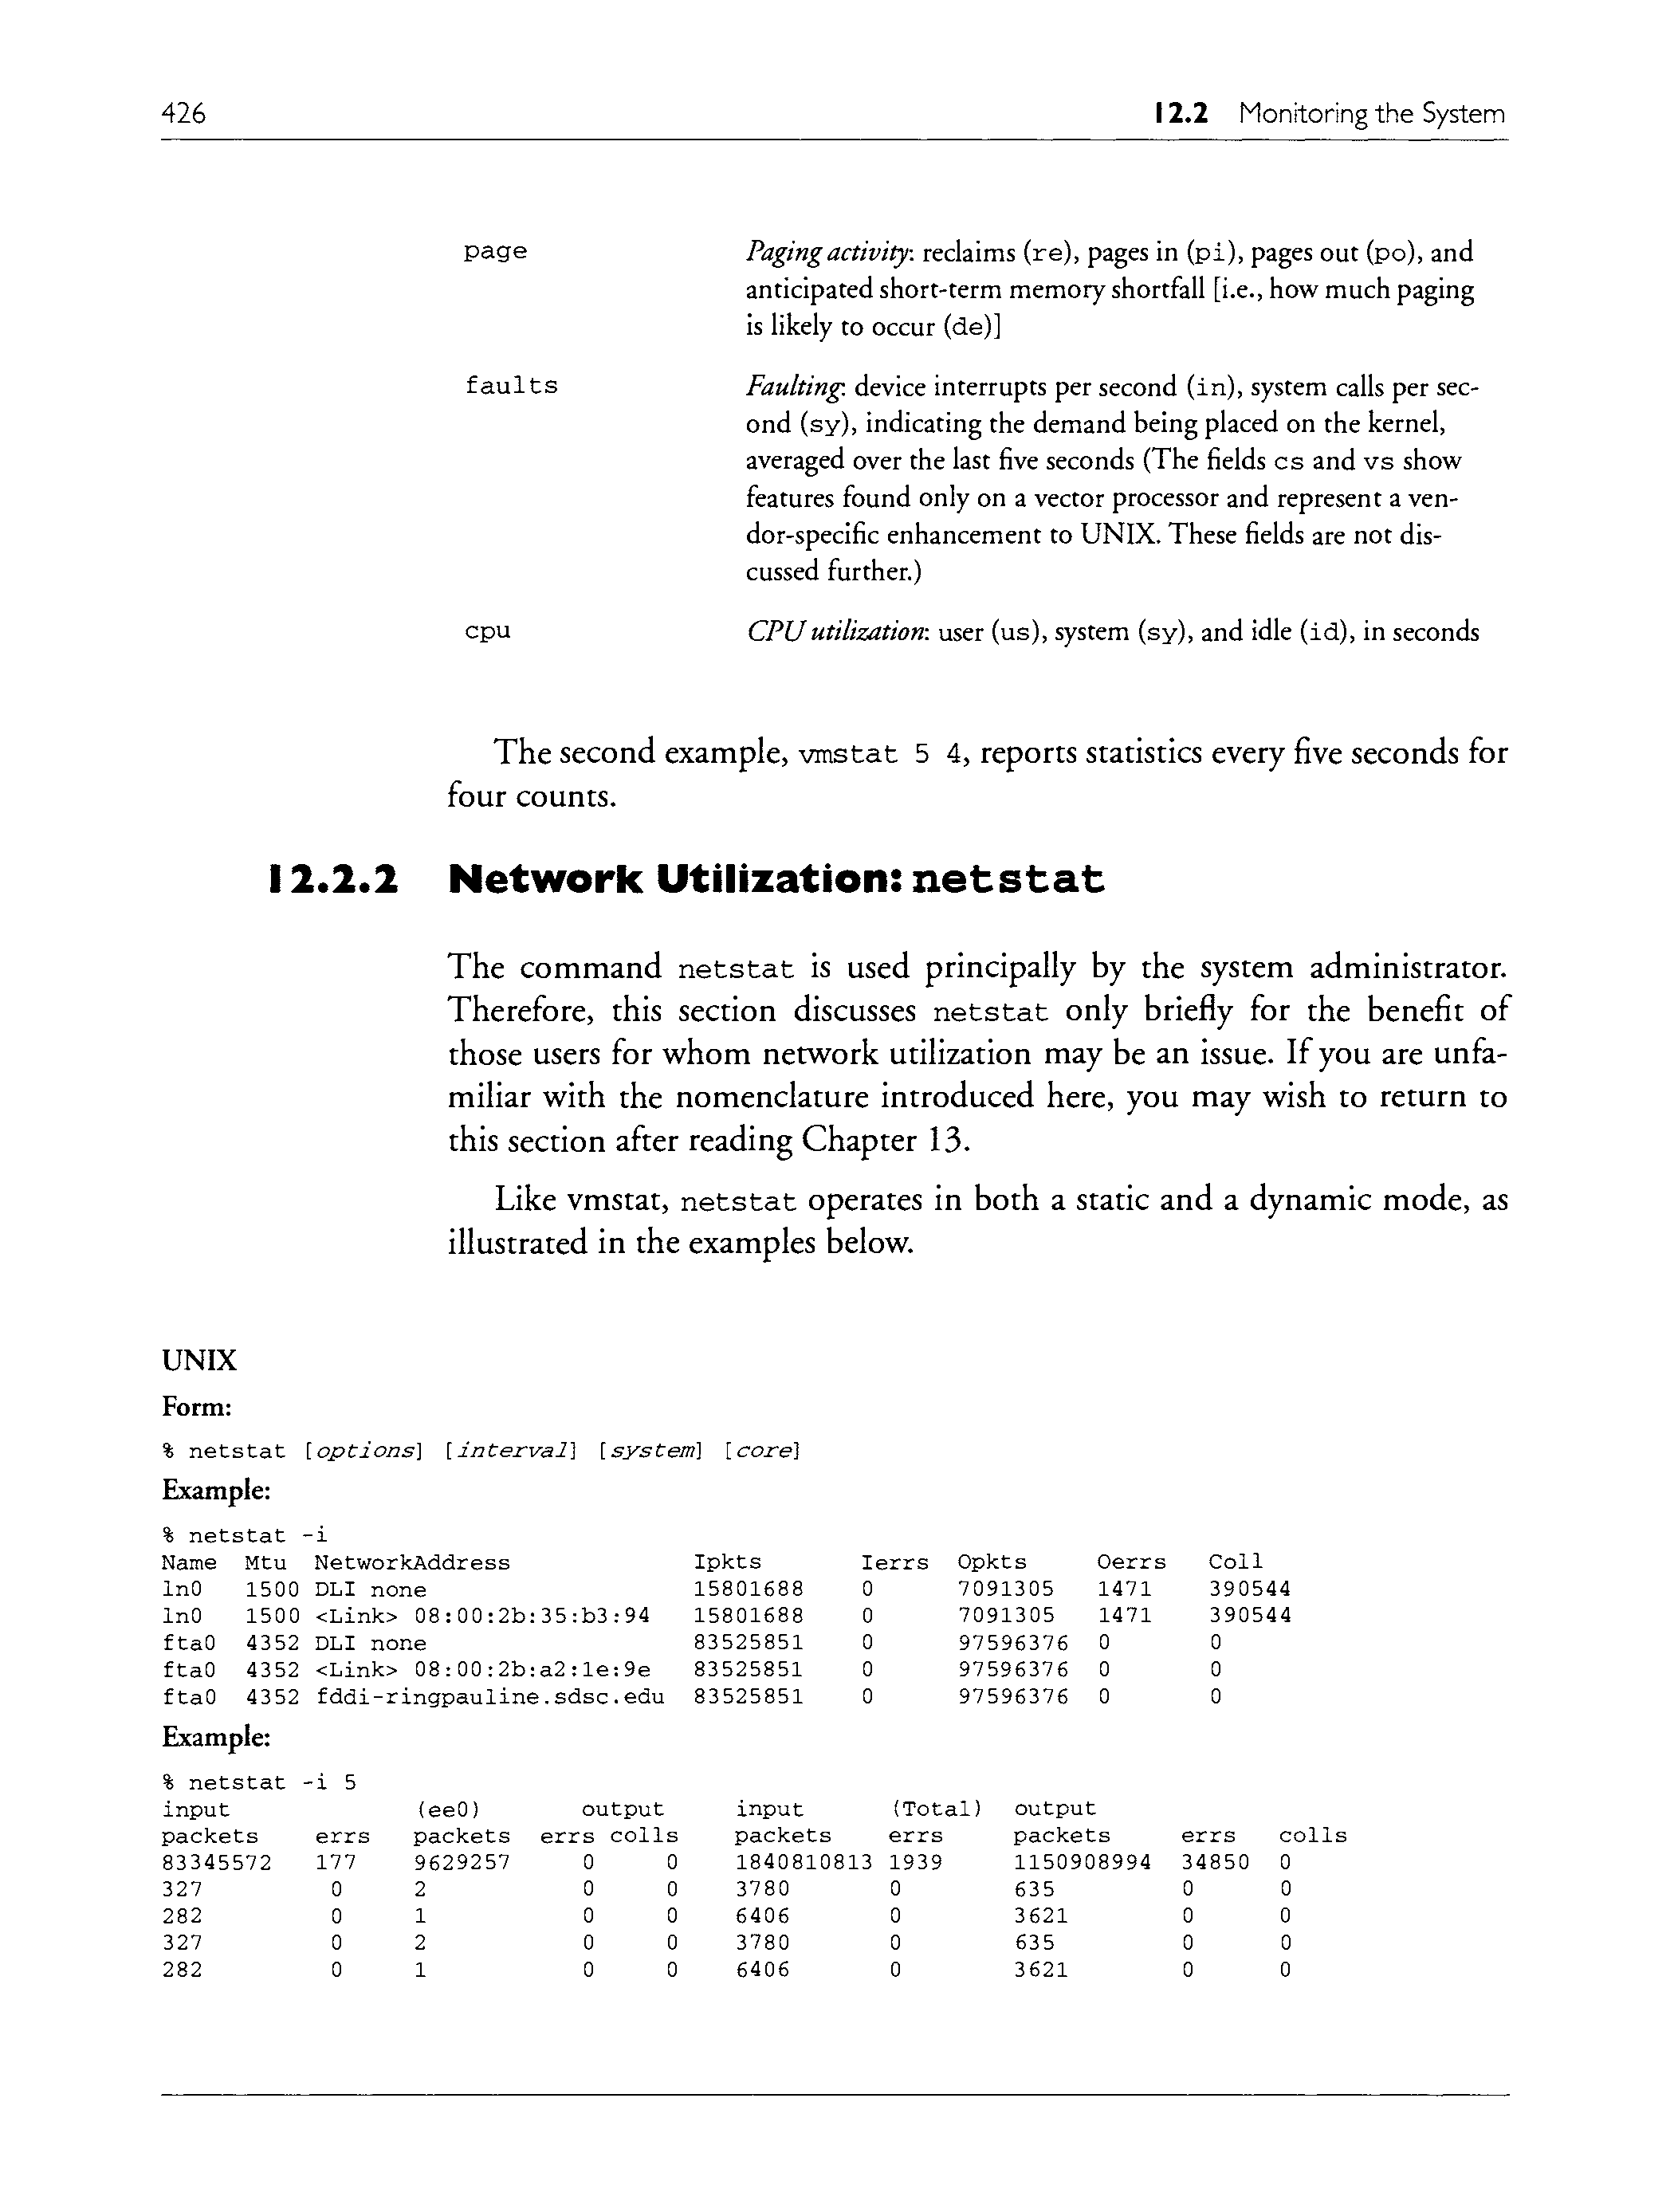 426 12.2 Monitoring the System
page Paging activity: reclaims (re), pages in (pi), pages out (po), and
anticipated short-term memory shortfall [i.e., how much paging
is likely to occur (de)]
faults Faulting: device interrupts per second (in), system calls per sec-
ond (sy), indicating the demand being placed on the kernel,
averaged over the last five seconds (The fields cs and vs show
features found only on a vector processor and represent a ven-
dor-specific enhancement to UNIX. These fields are not dis-
cussed further.)
cpu CPU utilization: user (us), system (sy), and idle (id), in seconds
The second example, vmstat 5 4, reports statistics every five seconds for
four counts.
12.2.2 Network Utilization: netstat
The command netstat is used principally by the system administrator.
Therefore, this section discusses netstat only briefly for the benefit of
those users for whom network utilization may be an issue. If you are unfa-
miliar with the nomenclature introduced here, you may wish to return to
this section after reading Chapter 13.
Like vmstat, netstat operates in both a static and a dynamic mode, as
illustrated in the examples below.
UNIX
Form:
% netstat [options] [interval] [system] [core]
Example:
% netstat -i
Name Mtu NetworkAddress Ipkts Ierrs Opkts Oerrs Coll
ln0 1500 DLI none 15801688 0 7091305 1471 390544
ln0 1500 <Link> 08:00:2b:35:b3:94 15801688 0 7091305 1471 390544
fta0 4352 DLI none 83525851 0 97596376 0 0
fta0 4352 <Link> 08:00:2b:a2:1e:9e 83525851 0 97596376 0 0
fta0 4352 fddi-ringpauline.sdsc.edu 83525851 0 97596376 0 0
Example:
% netstat -i 5
input (ee0) output input (Total) output
packets errs packets errs colls packets errs packets errs colls
83345572 177 9629257 0 0 1840810813 1939 1150908994 34850 0
327 0 2 0 0 3780 0 635 0 0
282 0 1 0 0 6406 0 3621 0 0
327 0 2 0 0 3780 0 635 0 0
282 0 1 0 0 6406 0 3621 0 0